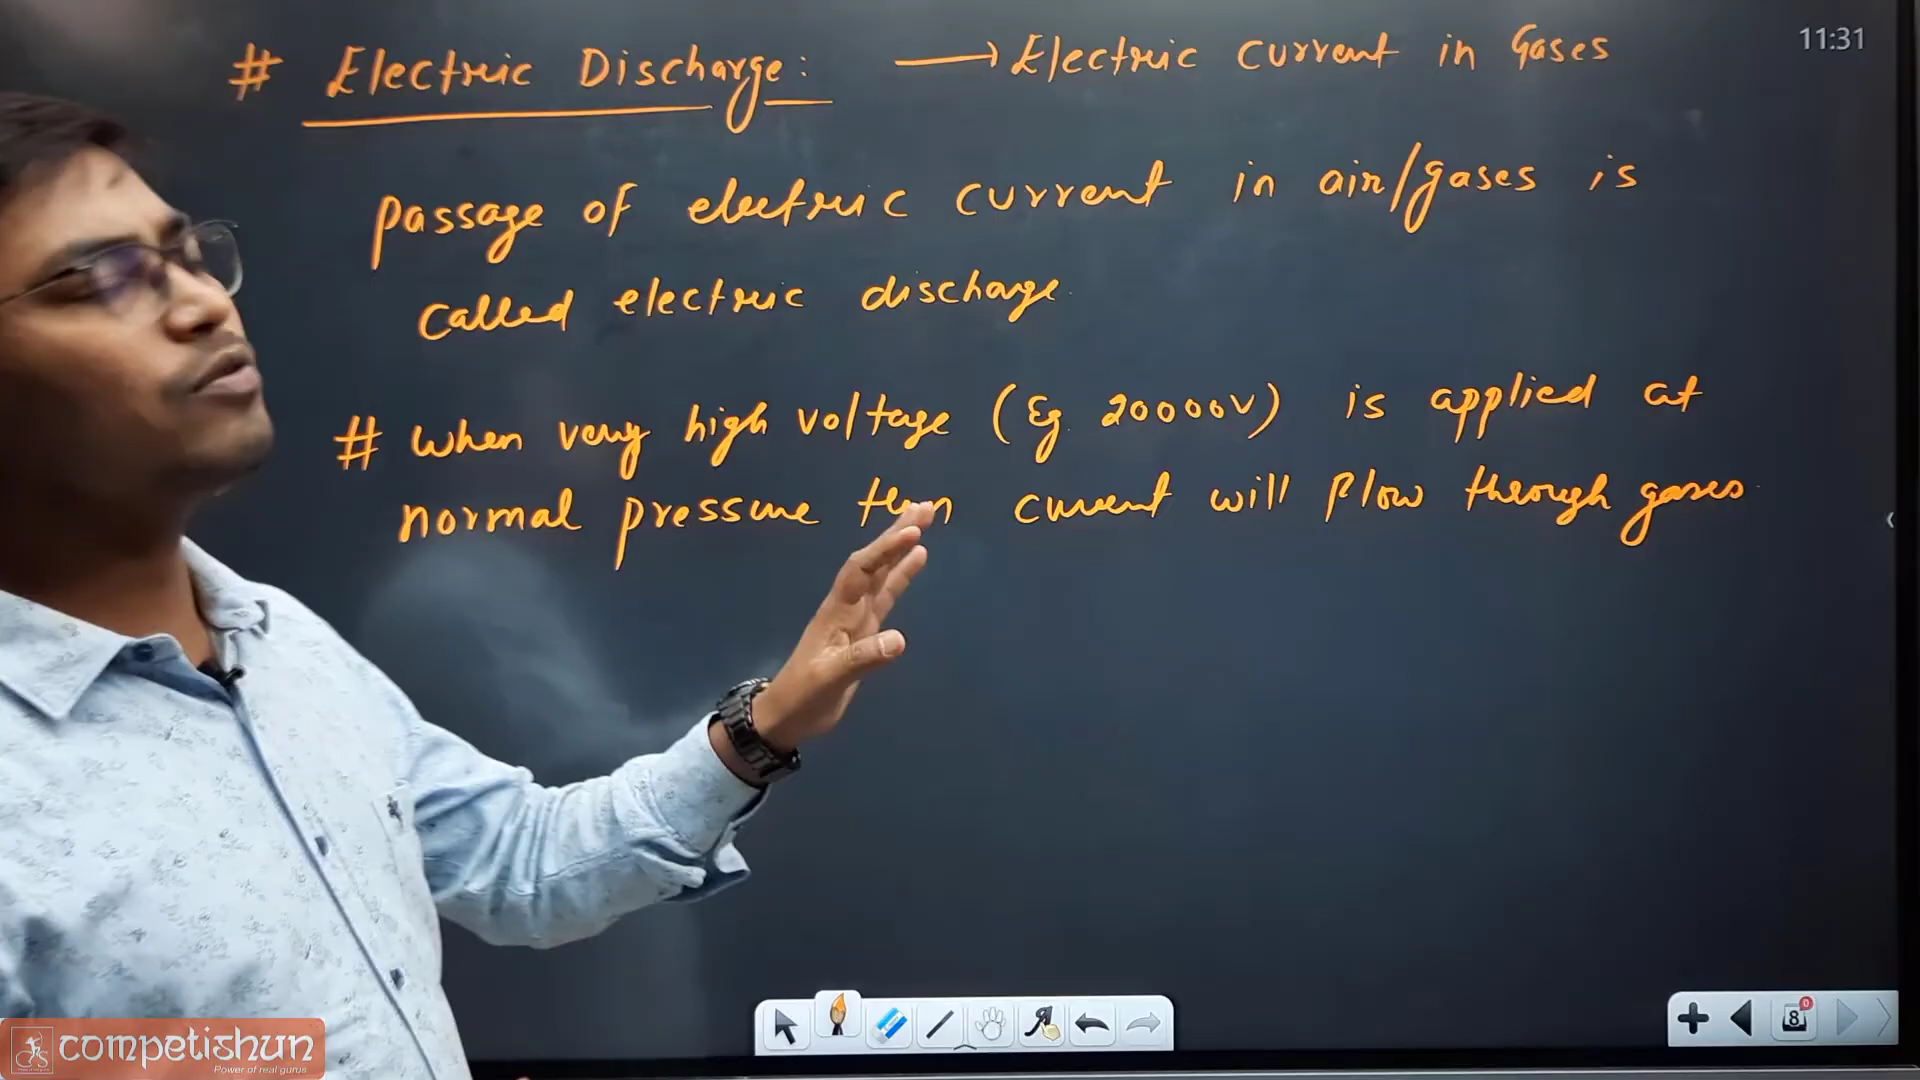 # Electric Discharge: → Electric current in Gases
11:31
Passage of electric current in air/gases is
called electric discharge
# when very high voltage (Eg. 20000V) is applied at
normal pressure then current will flow through gases
8
0
competishun
Power of real gurus